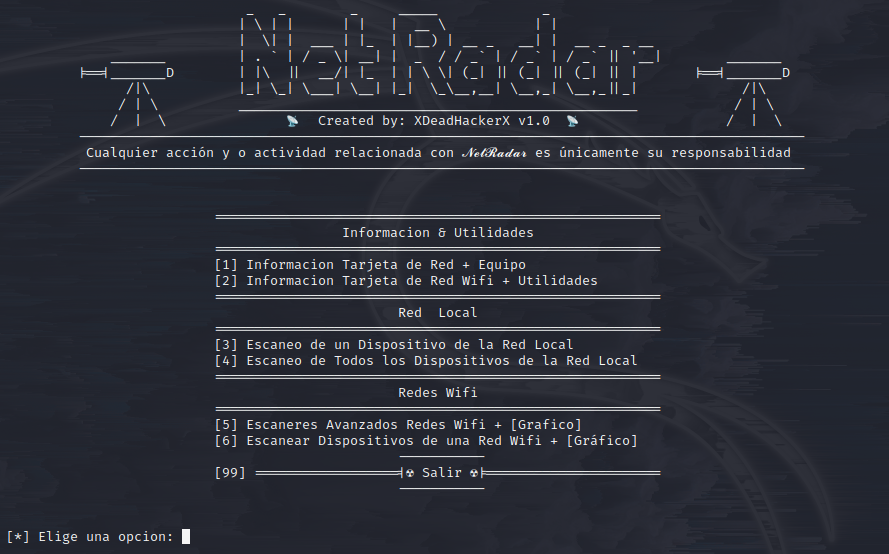 NetRadar
Created by: XDeadHackerX v1.0
Cualquier acción y o actividad relacionada con 𝓝𝓮𝓽𝓡𝓪𝓭𝓪𝓻 es únicamente su responsabilidad
Informacion & Utilidades
[1] Informacion Tarjeta de Red + Equipo
[2] Informacion Tarjeta de Red Wifi + Utilidades
Red  Local
[3] Escaneo de un Dispositivo de la Red Local
[4] Escaneo de Todos los Dispositivos de la Red Local
Redes Wifi
[5] Escaneres Avanzados Redes Wifi + [Grafico]
[6] Escanear Dispositivos de una Red Wifi + [Gráfico]
[99] ☢ Salir ☢
[*] Elige una opcion: